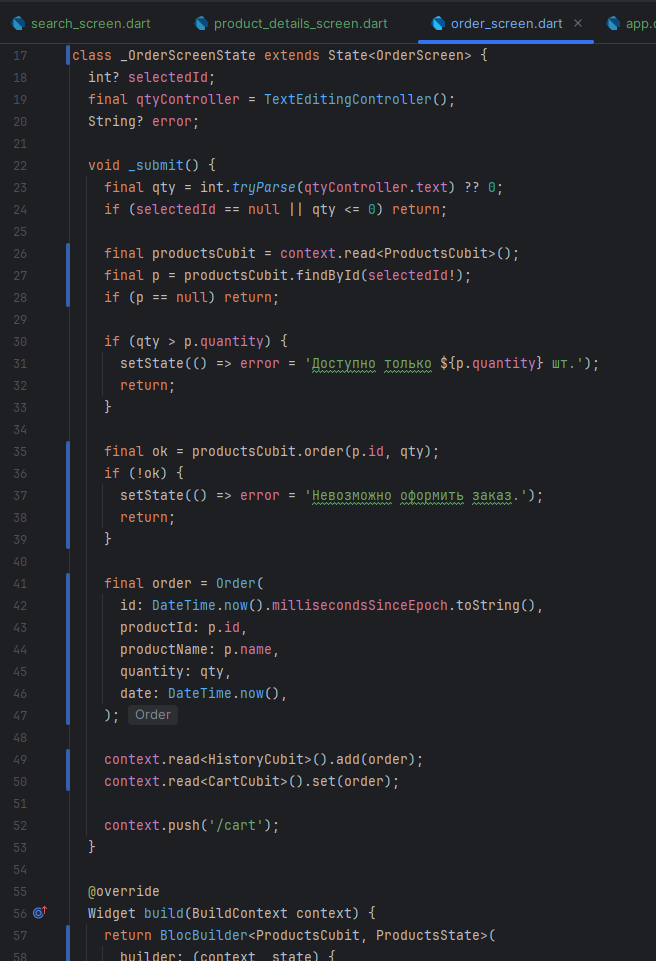 search_screen.dart product_details_screen.dart order_screen.dart × app.
17 class _OrderScreenState extends State<OrderScreen> {
18 int? selectedId;
19 final qtyController = TextEditingController();
20 String? error;
21
22 void _submit() {
23 final qty = int.tryParse(qtyController.text) ?? 0;
24 if (selectedId == null || qty <= 0) return;
25
26 final productsCubit = context.read<ProductsCubit>();
27 final p = productsCubit.findById(selectedId!);
28 if (p == null) return;
29
30 if (qty > p.quantity) {
31 setState(() => error = 'Доступно только ${p.quantity} шт.');
32 return;
33 }
34
35 final ok = productsCubit.order(p.id, qty);
36 if (!ok) {
37 setState(() => error = 'Невозможно оформить заказ.');
38 return;
39 }
40
41 final order = Order(
42 id: DateTime.now().millisecondsSinceEpoch.toString(),
43 productId: p.id,
44 productName: p.name,
45 quantity: qty,
46 date: DateTime.now(),
47 ); Order
48
49 context.read<HistoryCubit>().add(order);
50 context.read<CartCubit>().set(order);
51
52 context.push('/cart');
53 }
54
55 @override
56 Widget build(BuildContext context) {
57 return BlocBuilder<ProductsCubit, ProductsState>(
58 builder: (context, state) {